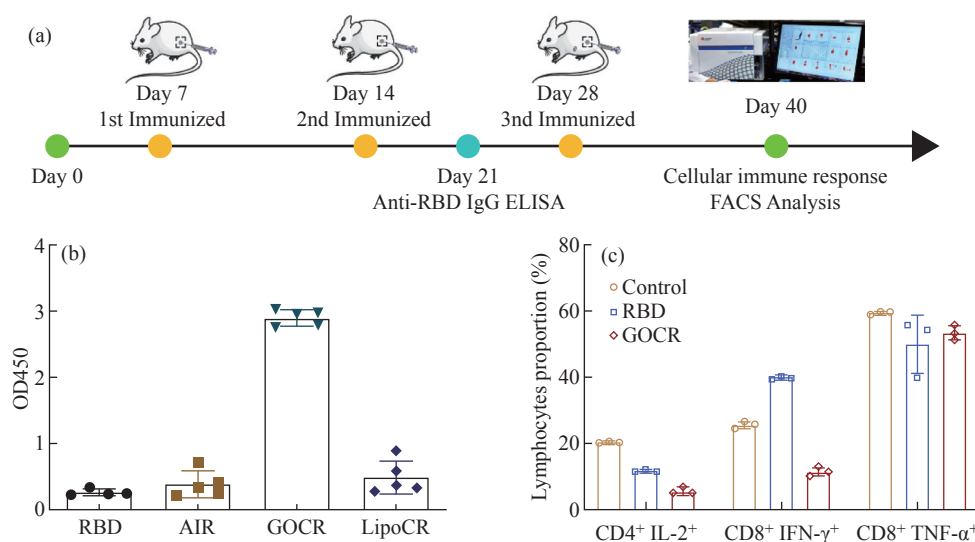 (a)
Day 7
1st Immunized
Day 14
2nd Immunized
Day 28
3nd Immunized
Day 40
Day 0
Day 21
Anti-RBD IgG ELISA
Cellular immune response
FACS Analysis
(b)
OD450
4
3
2
1
0
RBD AIR GOCR LipoCR
(c)
Lymphocytes proportion (%)
80
60
40
20
0
Control
RBD
GOCR
CD4⁺ IL-2⁺ CD8⁺ IFN-γ⁺ CD8⁺ TNF-α⁺